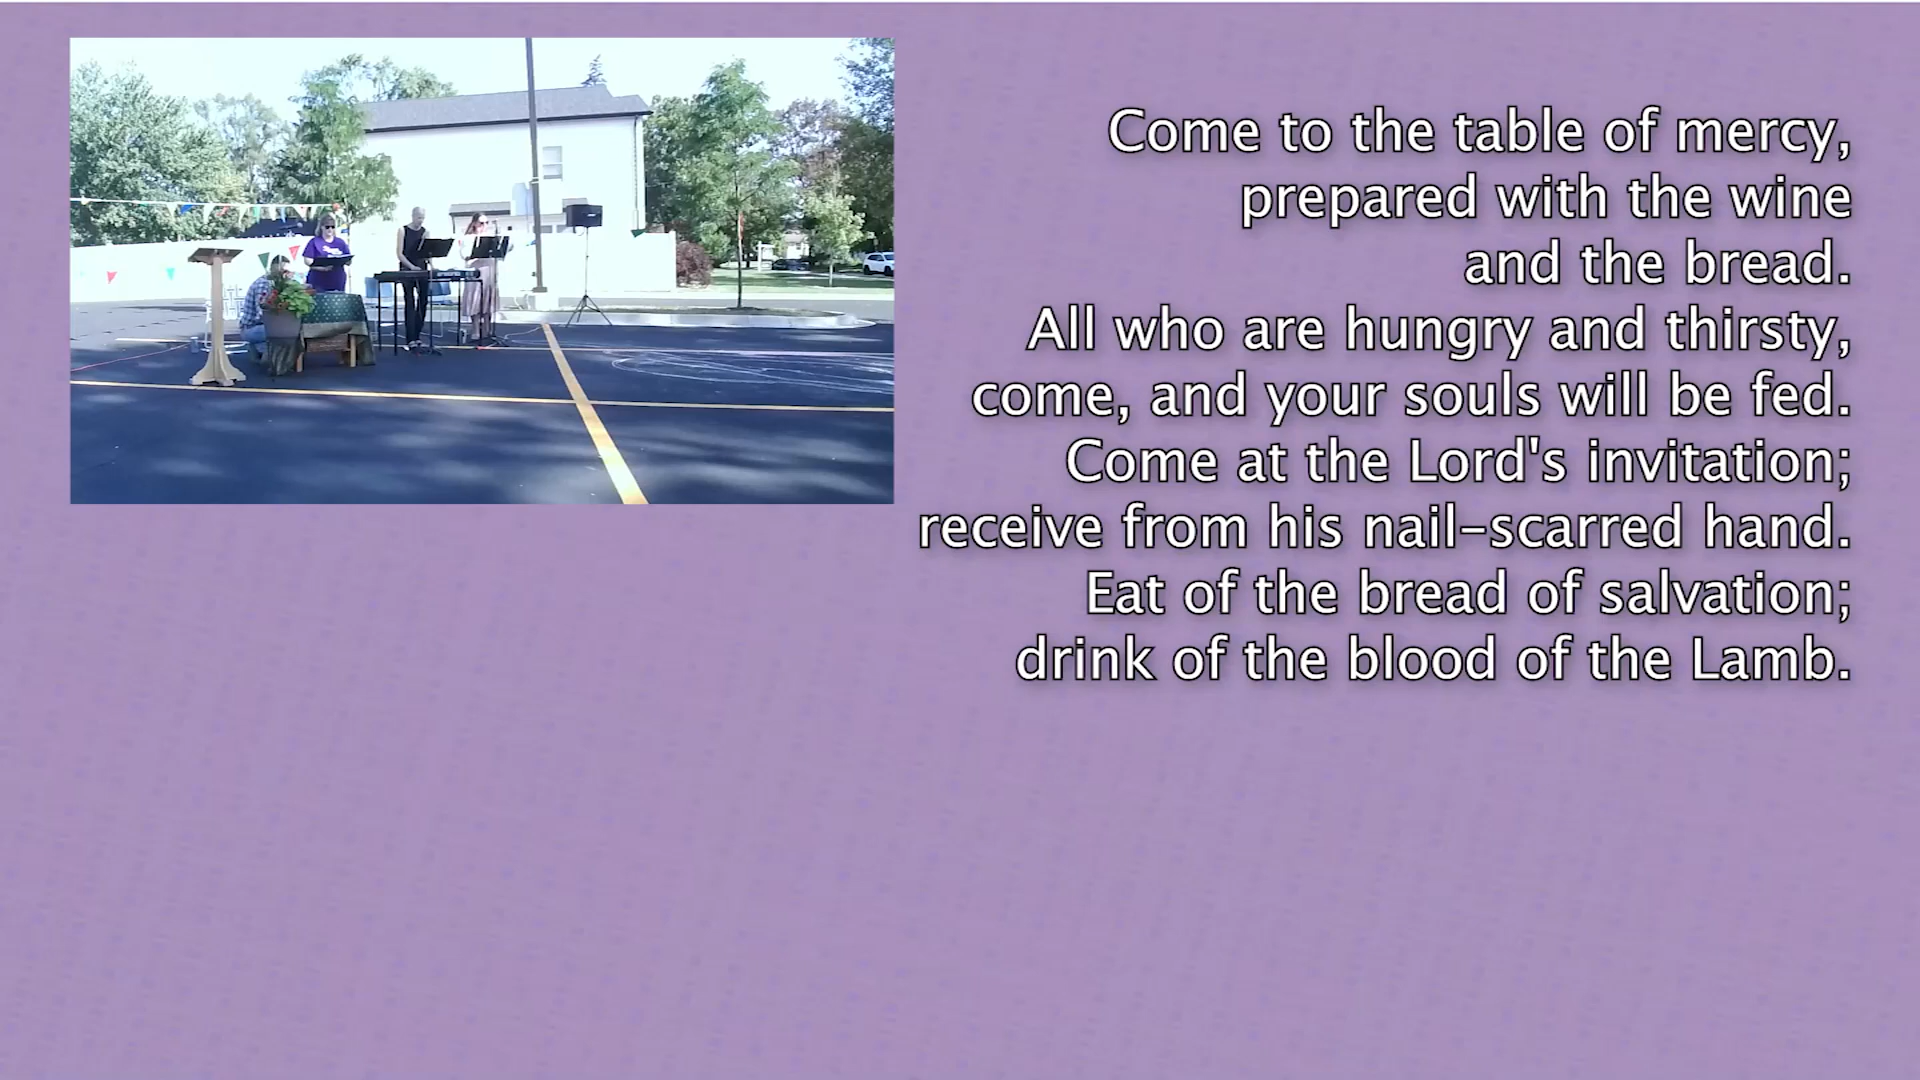 Come to the table of mercy,
prepared with the wine
and the bread.
All who are hungry and thirsty,
come, and your souls will be fed.
Come at the Lord's invitation;
receive from his nail-scarred hand.
Eat of the bread of salvation;
drink of the blood of the Lamb.